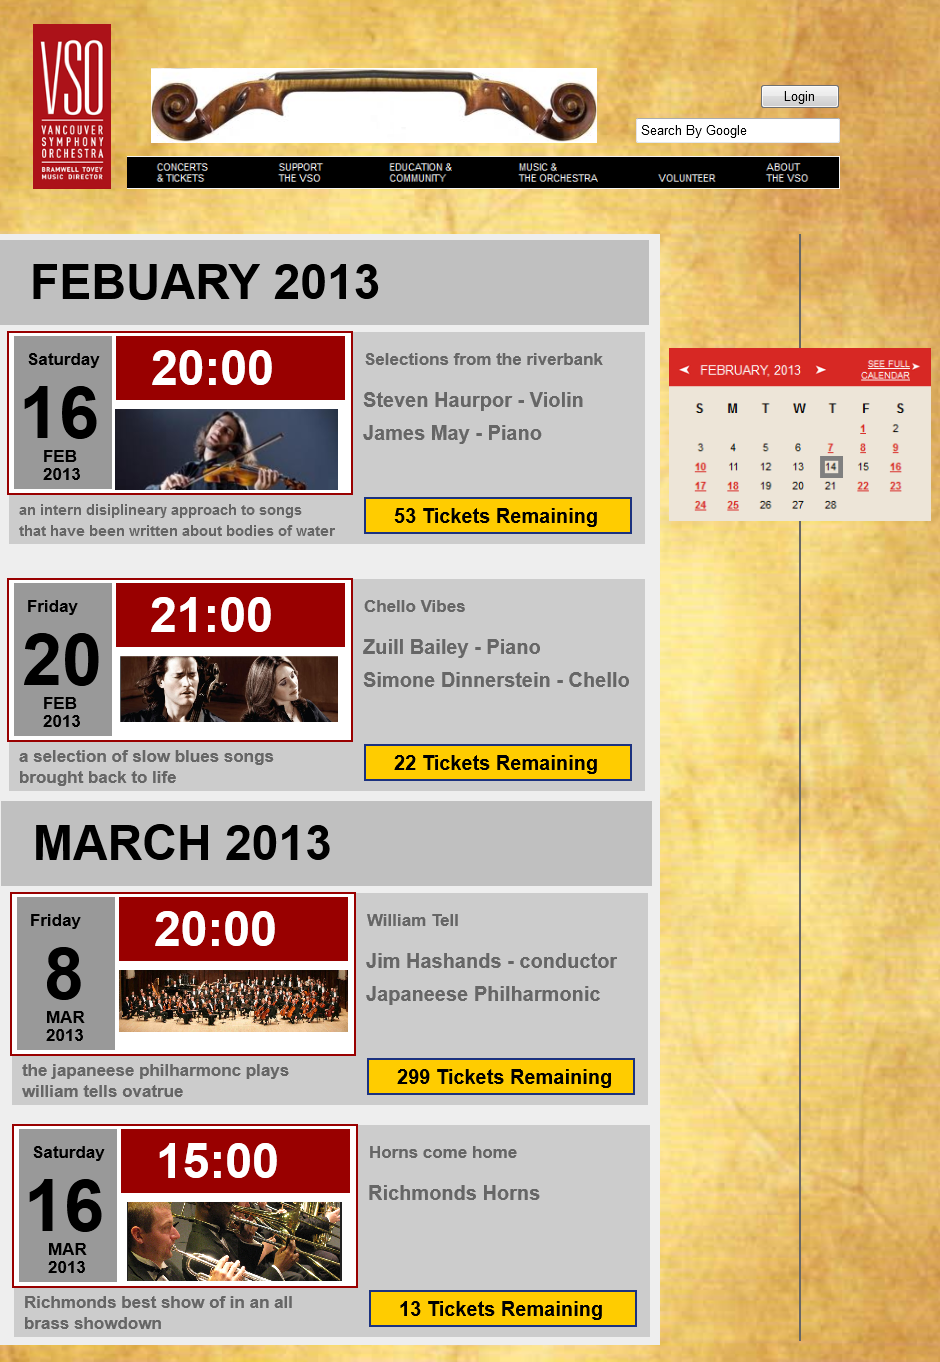 VSO
VANCOUVER
SYMPHONY
ORCHESTRA
BRAMWELL TOVEY
MUSIC DIRECTOR
Login
Search By Google
CONCERTS
& TICKETS
SUPPORT
THE VSO
EDUCATION &
COMMUNITY
MUSIC &
THE ORCHESTRA
VOLUNTEER
ABOUT
THE VSO
FEBUARY 2013
Saturday
16
FEB
2013
20:00
an intern disiplineary approach to songs
that have been written about bodies of water
Selections from the riverbank
Steven Haurpor - Violin
James May - Piano
53 Tickets Remaining
FEBRUARY, 2013
SEE FULL
CALENDAR
S M T W T F S
1 2
3 4 5 6 7 8 9
10 11 12 13 14 15 16
17 18 19 20 21 22 23
24 25 26 27 28
Friday
20
FEB
2013
21:00
a selection of slow blues songs
brought back to life
Chello Vibes
Zuill Bailey - Piano
Simone Dinnerstein - Chello
22 Tickets Remaining
MARCH 2013
Friday
8
MAR
2013
20:00
the japaneese philharmonc plays
william tells ovatrue
William Tell
Jim Hashands - conductor
Japaneese Philharmonic
299 Tickets Remaining
Saturday
16
MAR
2013
15:00
Richmonds best show of in an all
brass showdown
Horns come home
Richmonds Horns
13 Tickets Remaining